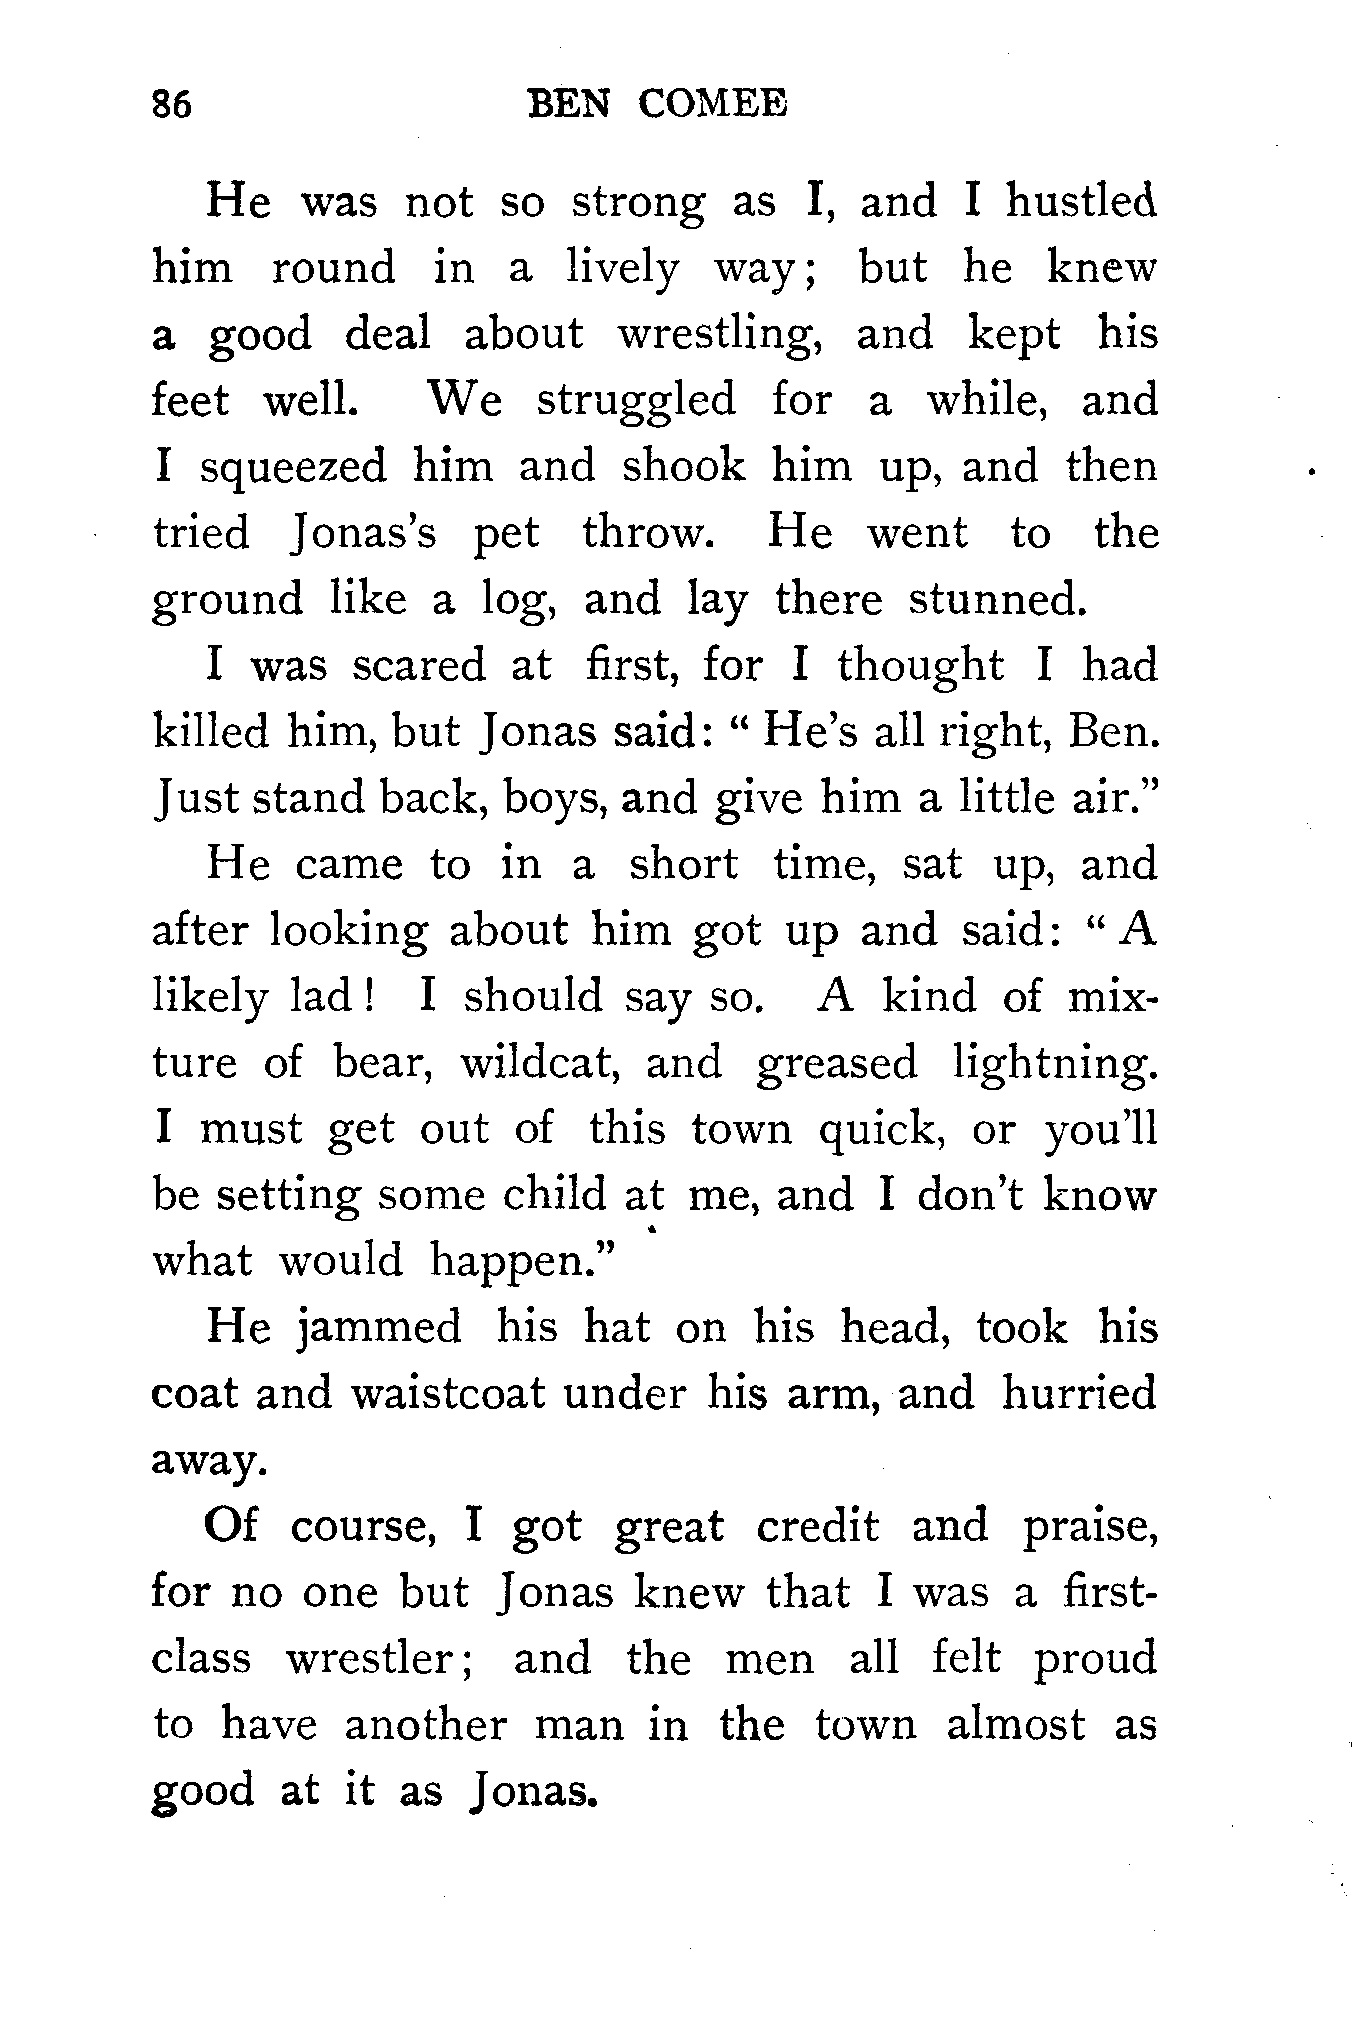 86 BEN COMEE
He was not so strong as I, and I hustled
him round in a lively way; but he knew
a good deal about wrestling, and kept his
feet well. We struggled for a while, and
I squeezed him and shook him up, and then
tried Jonas's pet throw. He went to the
ground like a log, and lay there stunned.
I was scared at first, for I thought I had
killed him, but Jonas said: “ He's all right, Ben.
Just stand back, boys, and give him a little air.”
He came to in a short time, sat up, and
after looking about him got up and said: “ A
likely lad! I should say so. A kind of mix-
ture of bear, wildcat, and greased lightning.
I must get out of this town quick, or you'll
be setting some child at me, and I don't know
what would happen.”
He jammed his hat on his head, took his
coat and waistcoat under his arm, and hurried
away.
Of course, I got great credit and praise,
for no one but Jonas knew that I was a first-
class wrestler; and the men all felt proud
to have another man in the town almost as
good at it as Jonas.